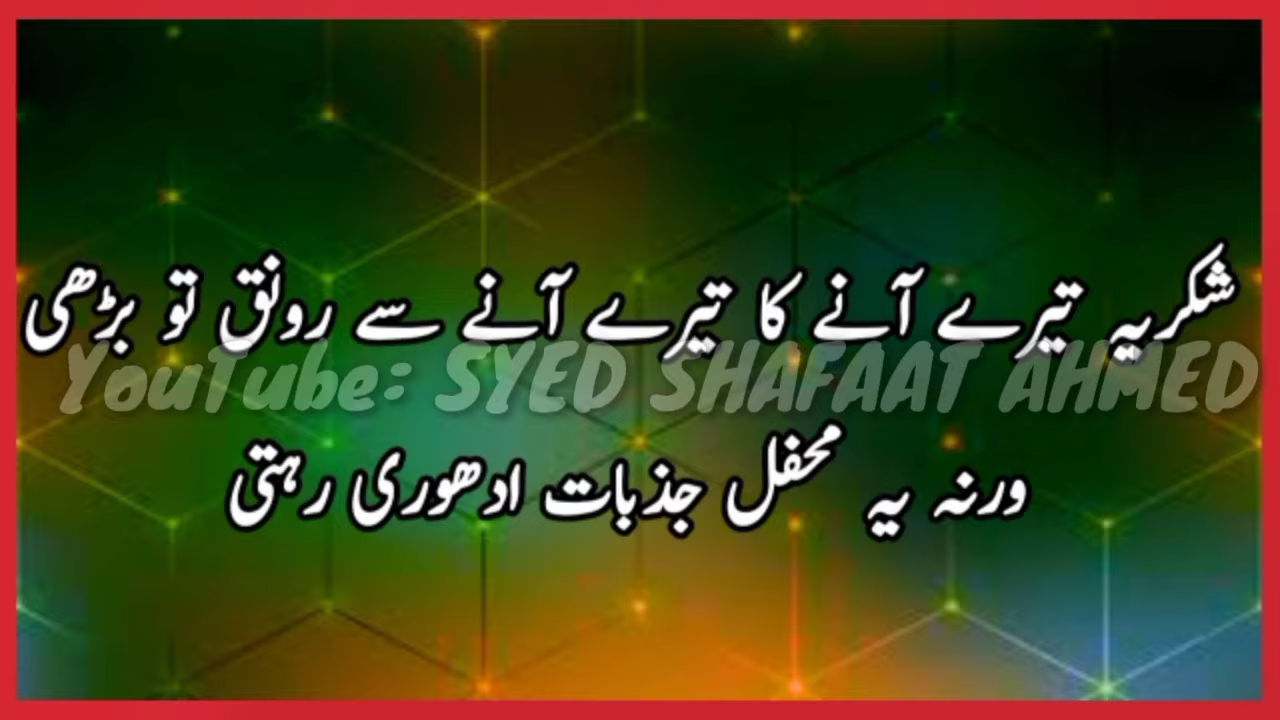 شکریہ تیرے آنے کا تیرے آنے سے رونق تو بڑھی
YouTube: SYED SHAFAAT AHMED
ورنہ یہ محفل جذبات ادھوری رہتی